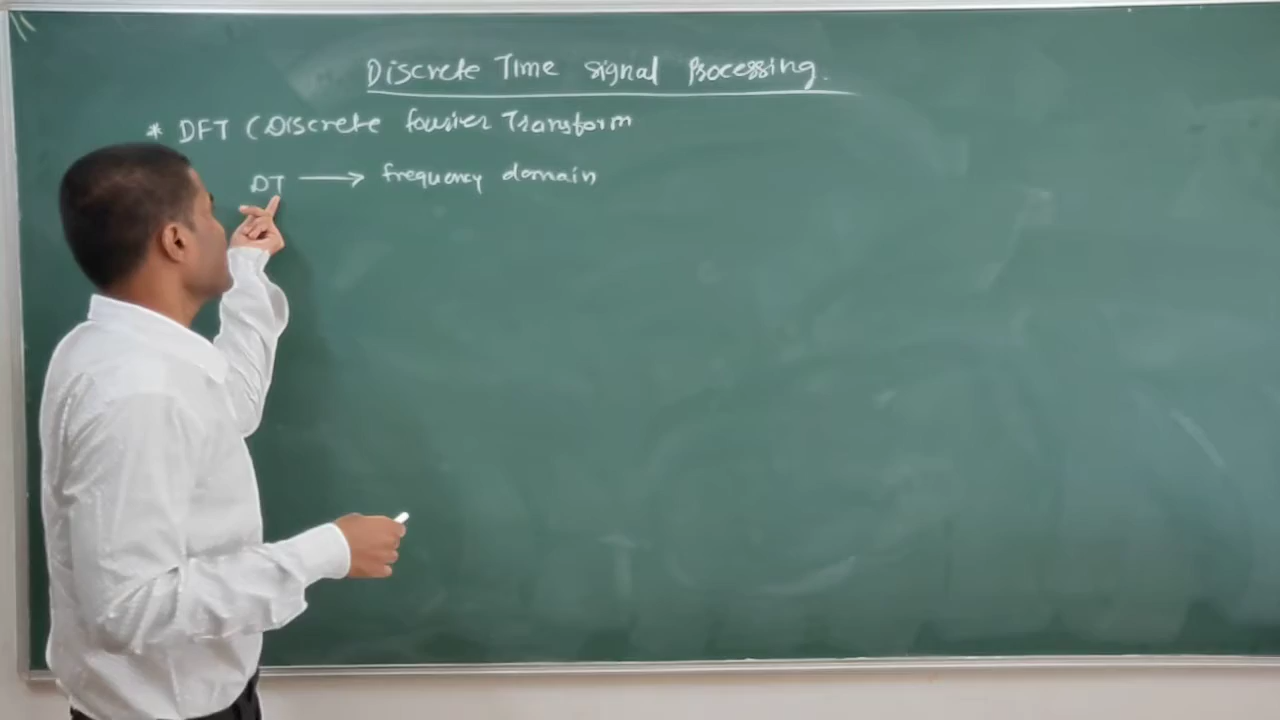 Discrete Time signal Processing.
* DFT (Discrete fourier Transform
DT → frequency domain